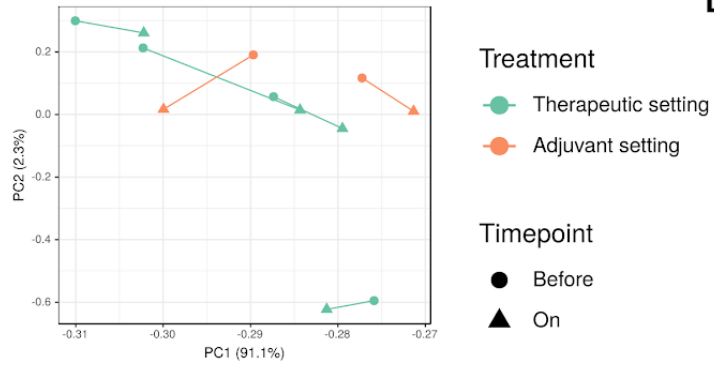 0.2
0.0
-0.2
-0.4
-0.6
PC2 (2.3%)
-0.31 -0.30 -0.29 -0.28 -0.27
PC1 (91.1%)
Treatment
Therapeutic setting
Adjuvant setting
Timepoint
Before
On